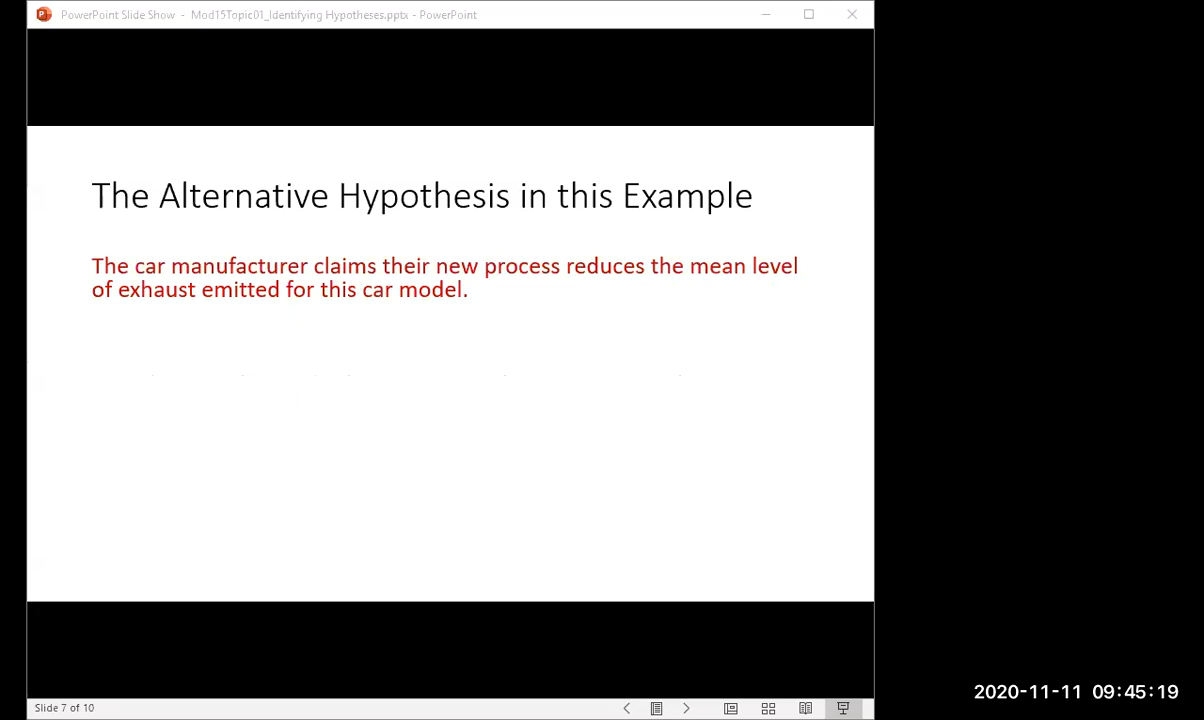 PowerPoint Slide Show - Mod15Topic01_Identifying Hypotheses.pptx - PowerPoint
The Alternative Hypothesis in this Example
The car manufacturer claims their new process reduces the mean level
of exhaust emitted for this car model.
2020-11-11 09:45:19
Slide 7 of 10